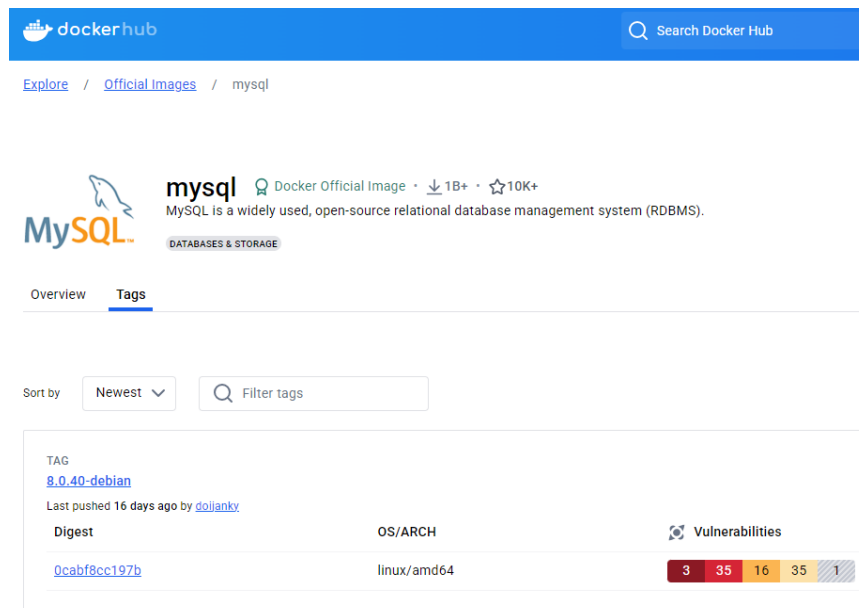 dockerhub
Search Docker Hub
Explore / Official Images / mysql
MySQL™
mysql Docker Official Image • 1B+ • 10K+
MySQL is a widely used, open-source relational database management system (RDBMS).
DATABASES & STORAGE
Overview Tags
Sort by Newest Filter tags
TAG
8.0.40-debian
Last pushed 16 days ago by doijanky
Digest OS/ARCH Vulnerabilities
0cabf8cc197b linux/amd64 3 35 16 35 1